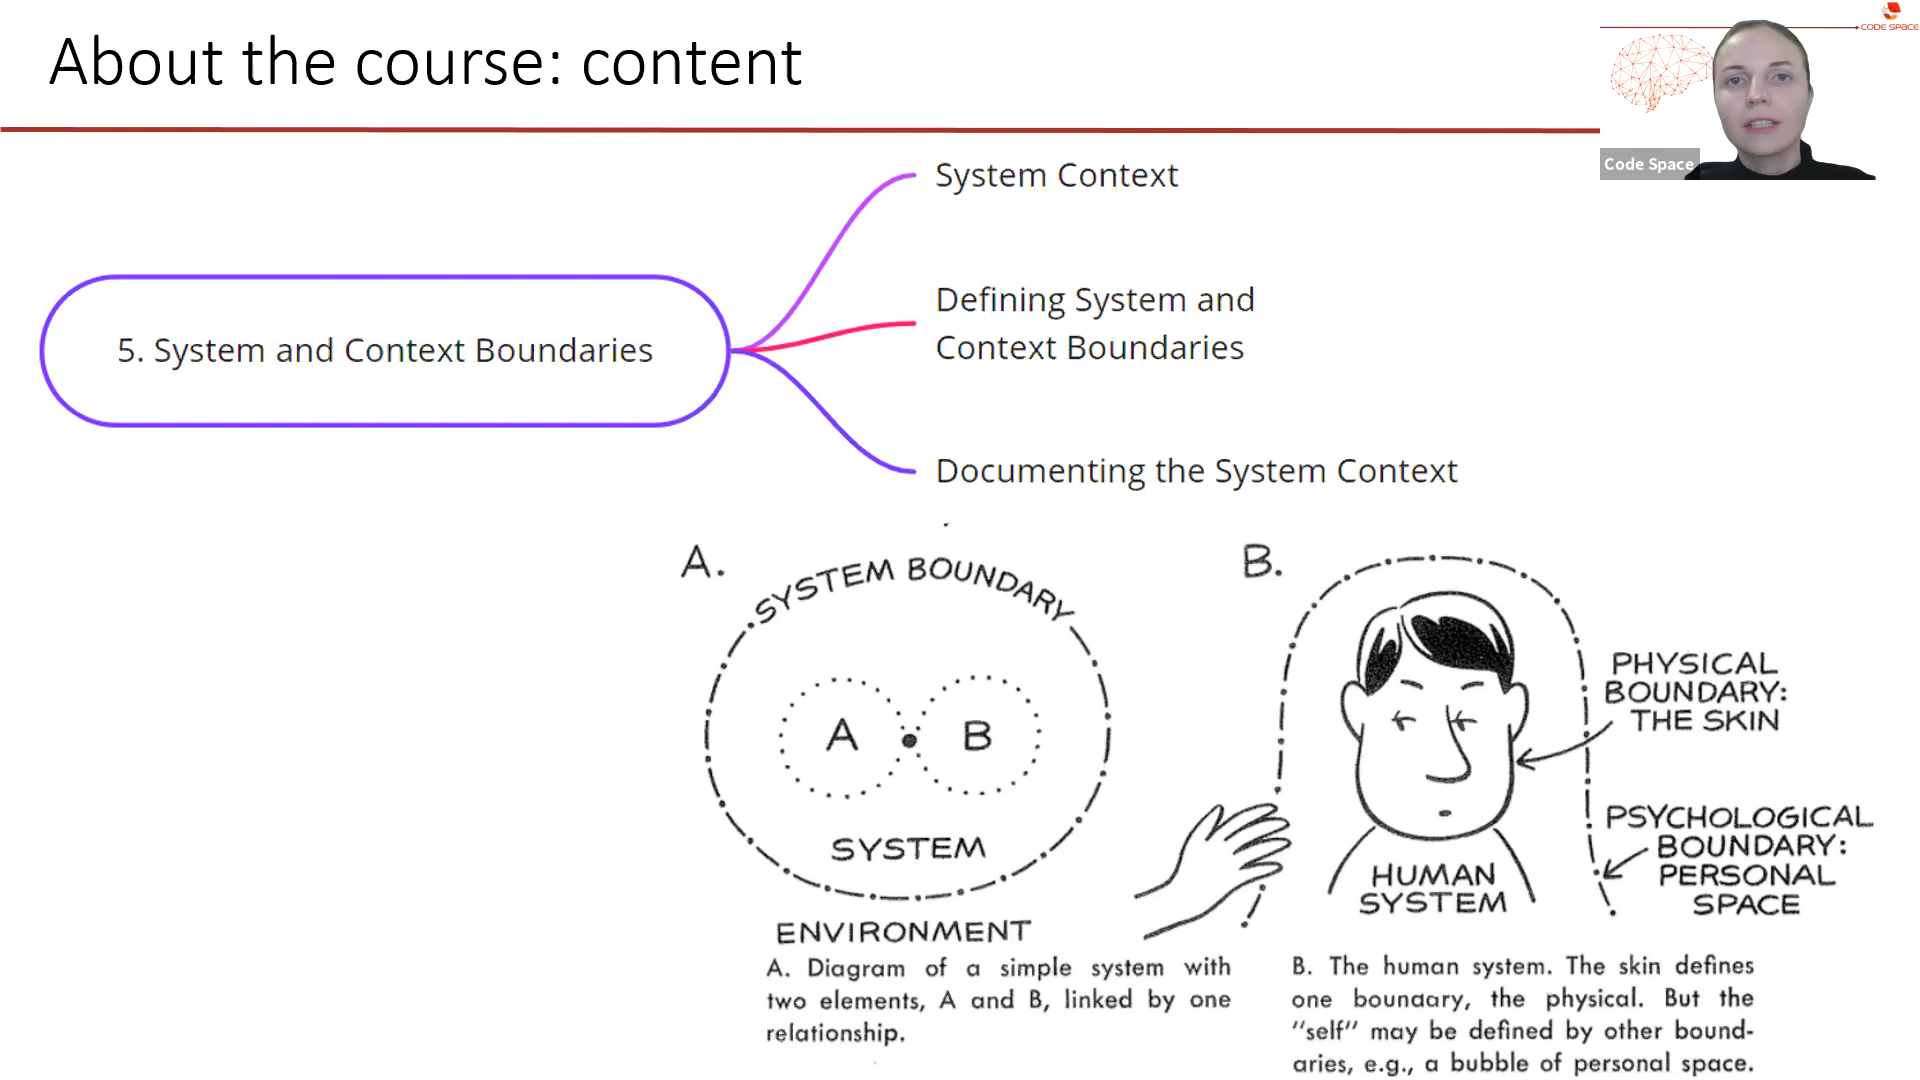 About the course: content
CODE SPACE
Code Space
System Context
Defining System and
Context Boundaries
5. System and Context Boundaries
Documenting the System Context
A.
SYSTEM BOUNDARY
A
B
SYSTEM
ENVIRONMENT
A. Diagram of a simple system with
two elements, A and B, linked by one
relationship.
B.
PHYSICAL
BOUNDARY:
THE SKIN
PSYCHOLOGICAL
BOUNDARY:
PERSONAL
SPACE
HUMAN
SYSTEM
B. The human system. The skin defines
one boundary, the physical. But the
"self" may be defined by other bound-
aries, e.g., a bubble of personal space.